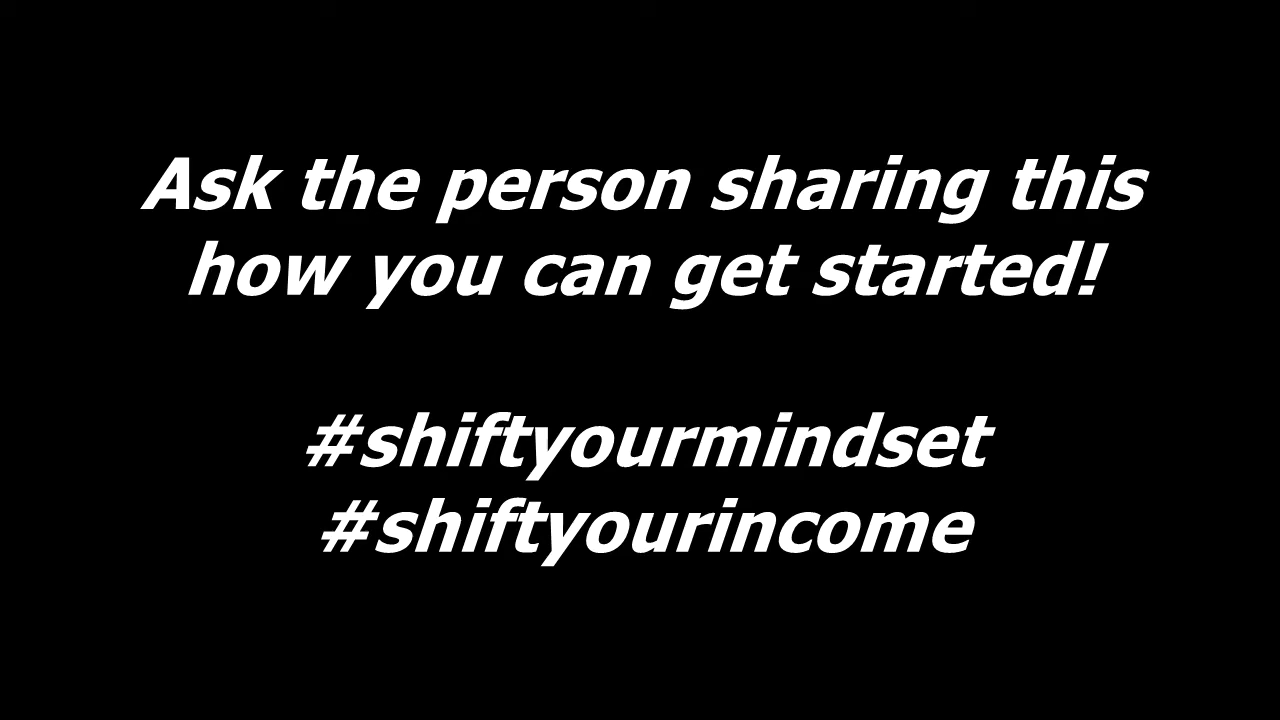 Ask the person sharing this
how you can get started!
#shiftyourmindset
#shiftyourincome